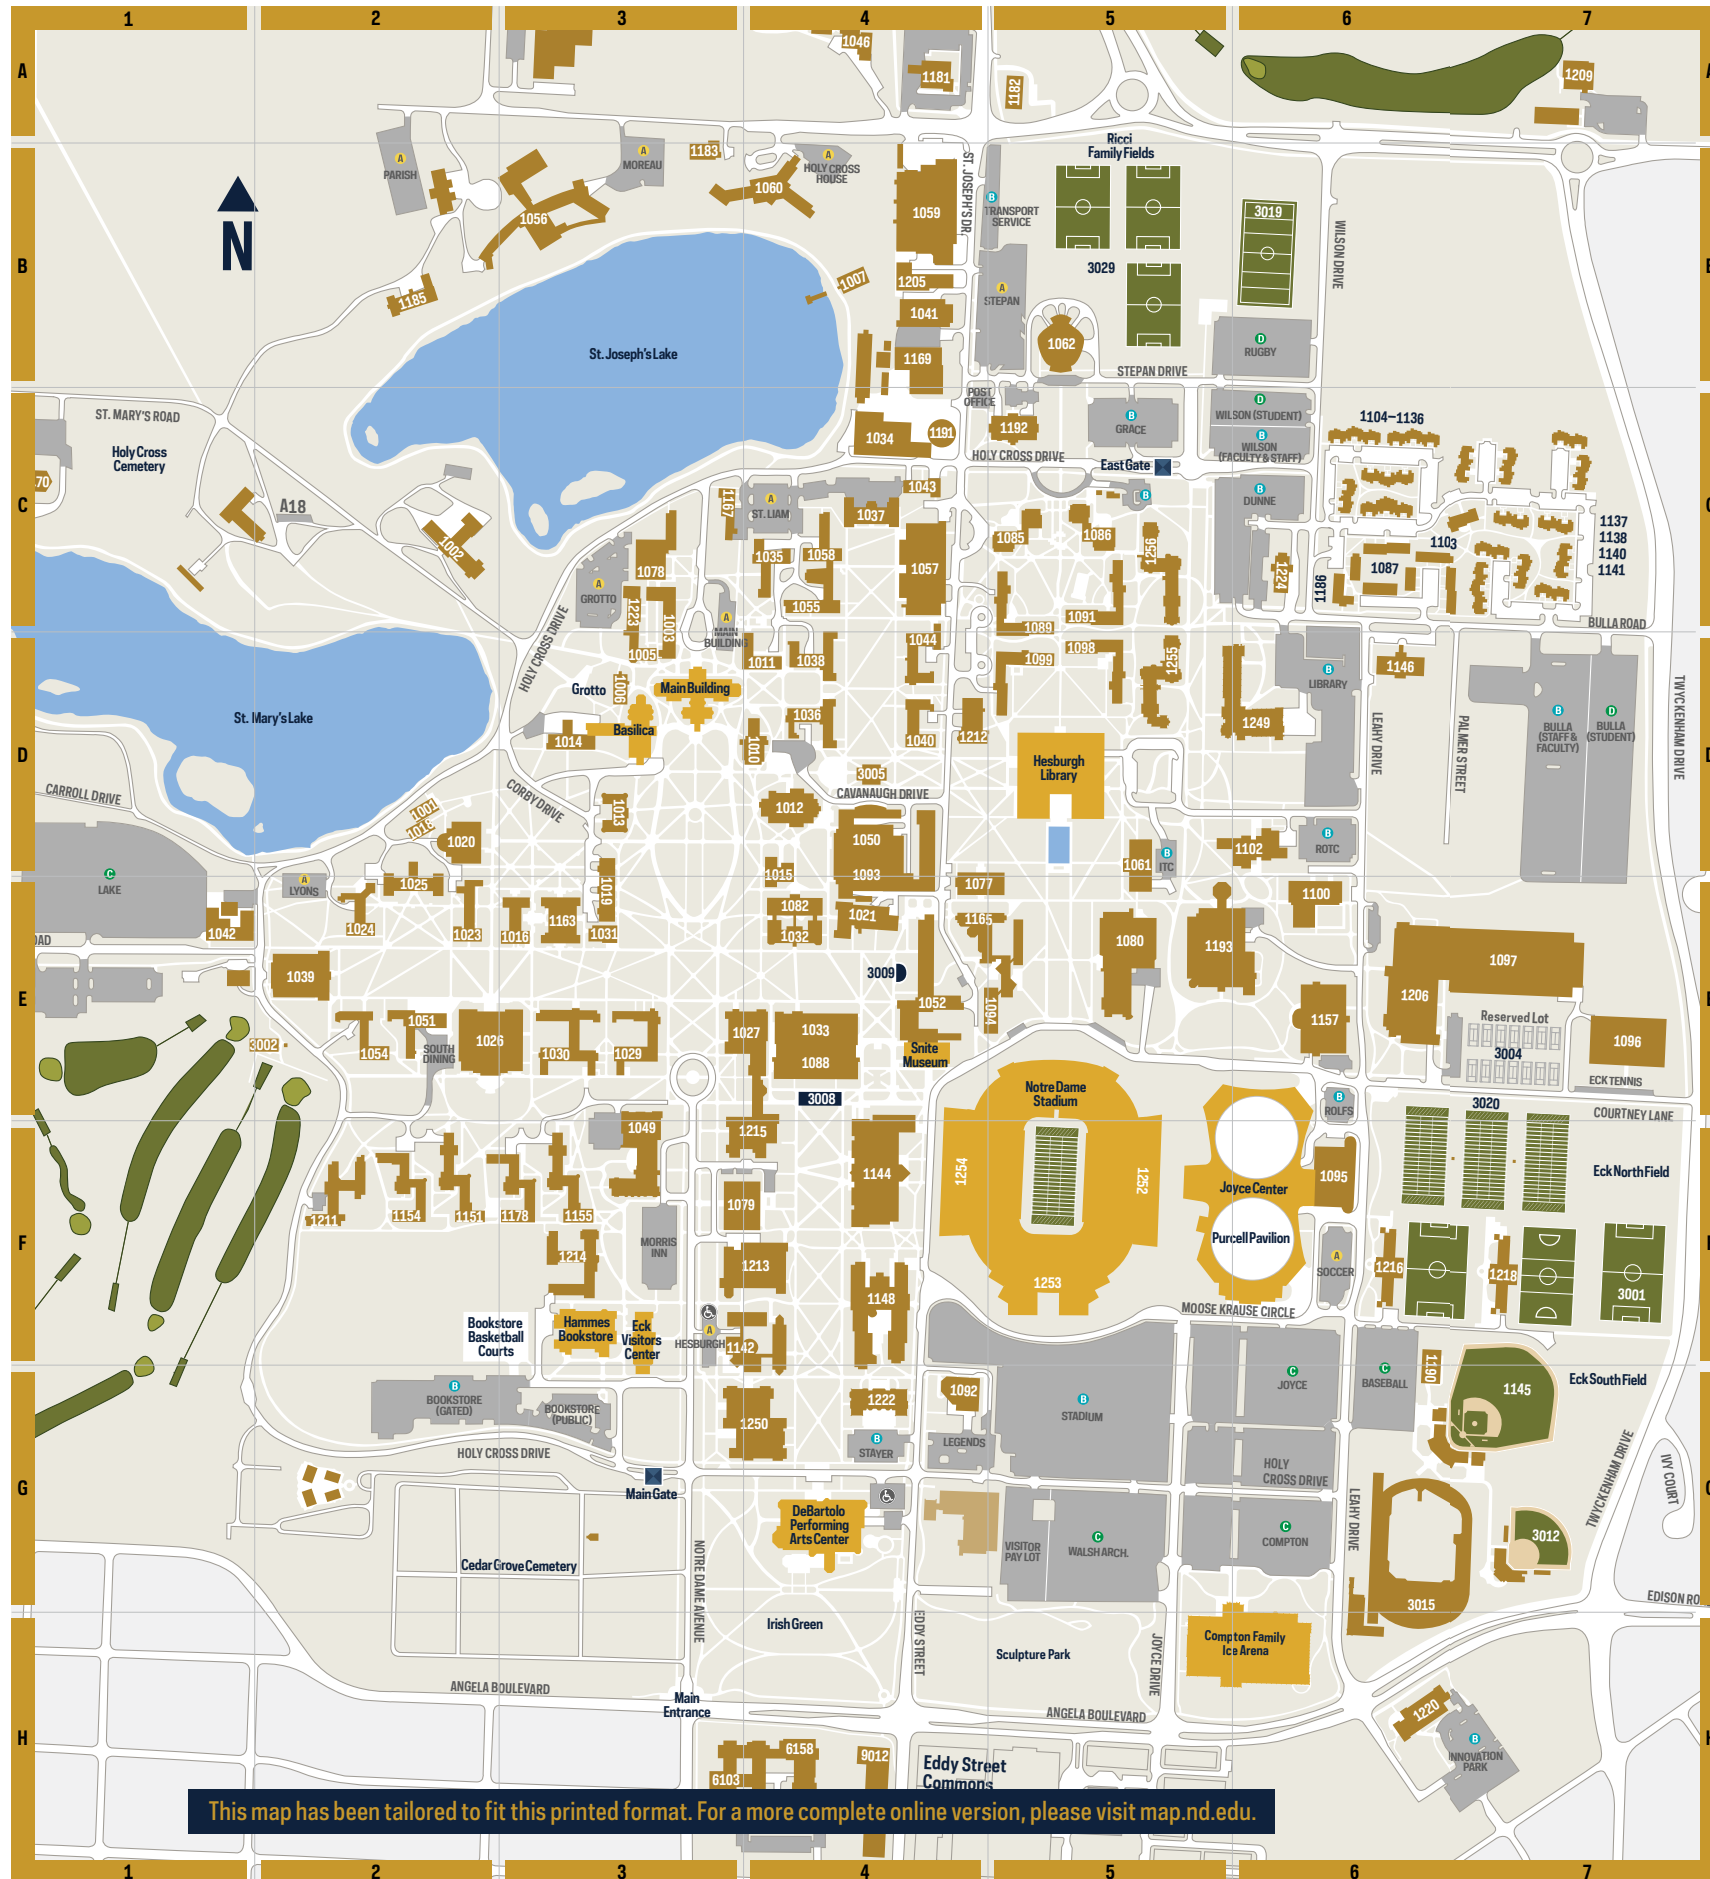 1
2
3
4
5
6
7
A
1046
1181
1182
1209
Ricci
Family Fields
A
PARISH
A
MOREAU
1183
A
HOLY CROSS
HOUSE
1060
1056
1059
ST. JOSEPH'S DR.
B
TRANSPORT
SERVICE
3019
WILSON DRIVE
N
B
1185
1007
1205
3029
A
STEPAN
1041
1062
D
RUGBY
St. Joseph's Lake
1169
STEPAN DRIVE
POST
OFFICE
ST. MARY'S ROAD
Holy Cross
Cemetery
1034
1191
1192
B
GRACE
D
WILSON (STUDENT)
B
WILSON
(FACULTY & STAFF)
1104–1136
HOLY CROSS DRIVE
East Gate
B
C
70
A18
1167
A
ST. LIAM
1043
1037
B
DUNNE
1002
1085
1086
1256
1137
1138
1140
1141
1103
1087
1078
1035
1058
1057
1224
1186
A
GROTTO
1223
1003
A
MAIN
BUILDING
1055
1091
1089
BULLA ROAD
HOLY CROSS DRIVE
1005
1011
1038
1044
1099
1098
1255
B
LIBRARY
1146
Grotto
1006
Main Building
Basilica
1014
1010
1036
1040
1212
1249
LEAHY DRIVE
PALMER STREET
B
BULLA
(STAFF &
FACULTY)
D
BULLA
(STUDENT)
TWYCKENHAM DRIVE
St. Mary's Lake
D
Hesburgh
Library
3005
CAVANAUGH DRIVE
CARROLL DRIVE
CORBY DRIVE
1001
1018
1020
1013
1012
1050
1093
1061
B
ITC
1102
B
ROTC
C
LAKE
A
LYONS
1025
1019
1015
1077
1100
1042
1024
1023
1016
1163
1031
1082
1032
1021
1165
1080
1193
1097
OAD
1039
3009
1052
1094
1206
E
1157
3002
1054
1051
SOUTH
DINING
1026
1030
1029
1027
1033
1088
Snite
Museum
Reserved Lot
3004
1096
ECK TENNIS
Notre Dame
Stadium
3008
B
ROLFS
3020
COURTNEY LANE
1049
1215
1144
1254
1252
1253
Joyce Center
1095
Eck North Field
1211
1154
1151
1178
1155
1079
MORRIS
INN
Purcell Pavilion
F
1214
1213
A
SOCCER
1216
1218
3001
1148
MOOSE KRAUSE CIRCLE
Bookstore
Basketball
Courts
Hammes
Bookstore
Eck
Visitors
Center
A
HESBURGH
1142
1190
B
BOOKSTORE
(GATED)
BOOKSTORE
(PUBLIC)
1250
1222
1092
B
STADIUM
C
JOYCE
C
BASEBALL
1145
Eck South Field
B
STAYER
LEGENDS
HOLY CROSS DRIVE
HOLY
CROSS DRIVE
G
Main Gate
DeBartolo
Performing
Arts Center
VISITOR
PAY LOT
C
WALSH ARCH.
C
COMPTON
LEAHY DRIVE
3012
TWYCKENHAM DRIVE
IVY COURT
Cedar Grove Cemetery
NOTRE DAME AVENUE
EDISON RO
3015
Irish Green
EDDY STREET
Sculpture Park
JOYCE DRIVE
Compton Family
Ice Arena
ANGELA BOULEVARD
Main
Entrance
ANGELA BOULEVARD
1220
B
INNOVATION
PARK
H
6103
6158
9012
Eddy Street
Commons
This map has been tailored to fit this printed format. For a more complete online version, please visit map.nd.edu.
1
2
3
4
5
6
7